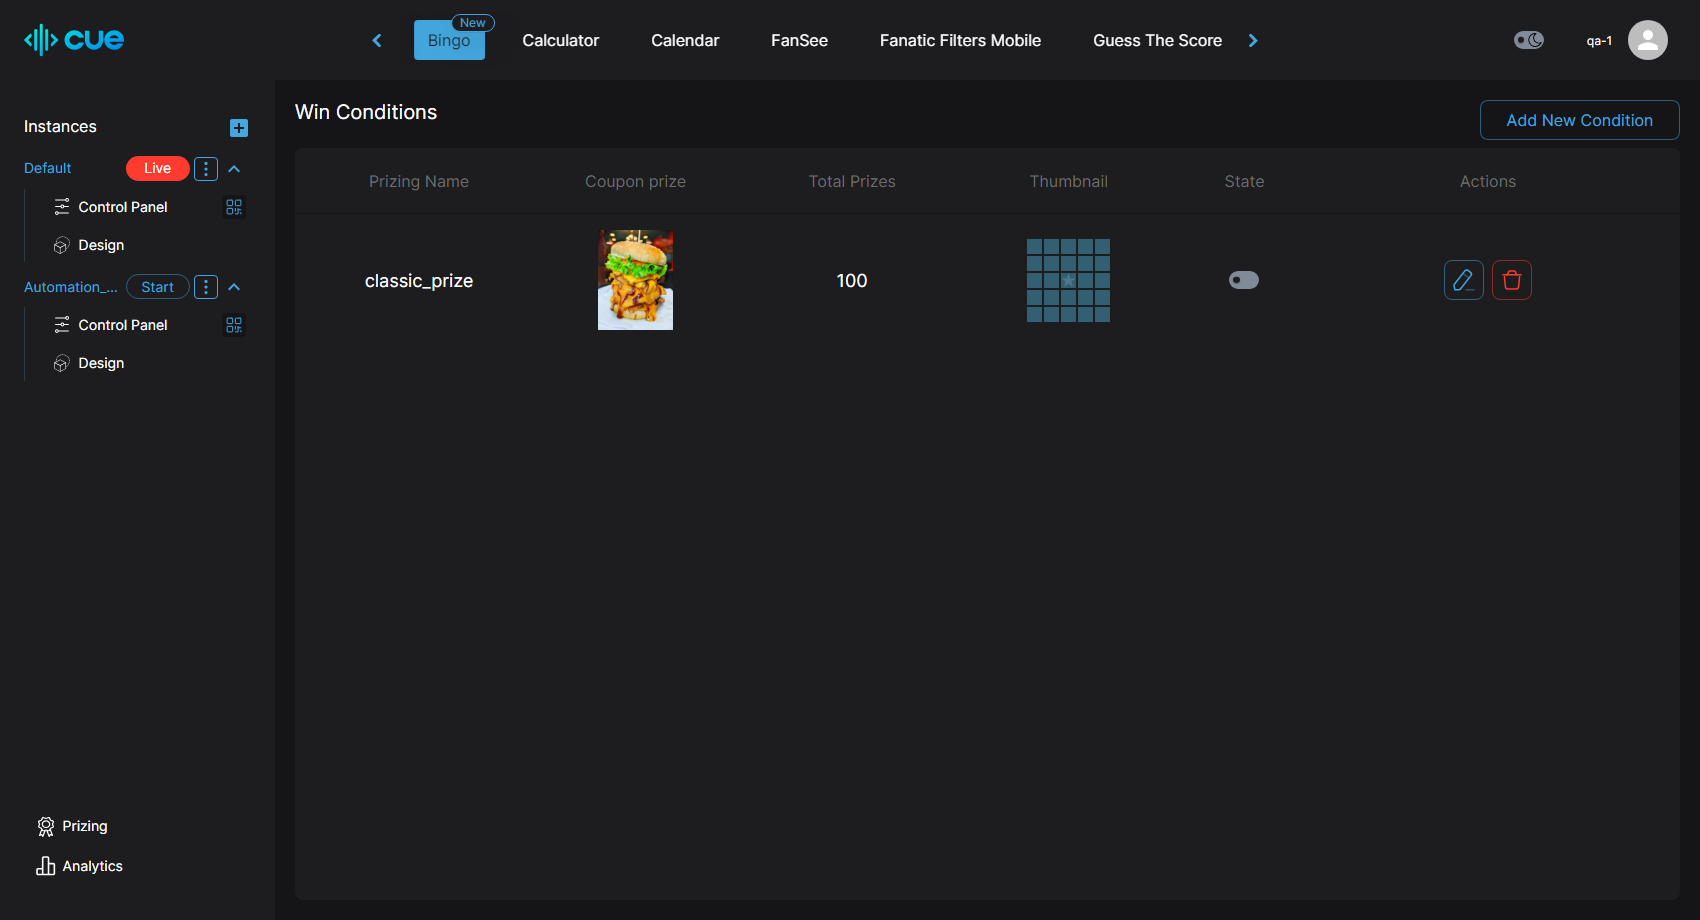 cue
New
Bingo
Calculator
Calendar
FanSee
Fanatic Filters Mobile
Guess The Score
qa-1
Instances
Default
Live
Control Panel
Design
Automation_...
Start
Control Panel
Design
Prizing
Analytics
Win Conditions
Add New Condition
Prizing Name
Coupon prize
Total Prizes
Thumbnail
State
Actions
classic_prize
100